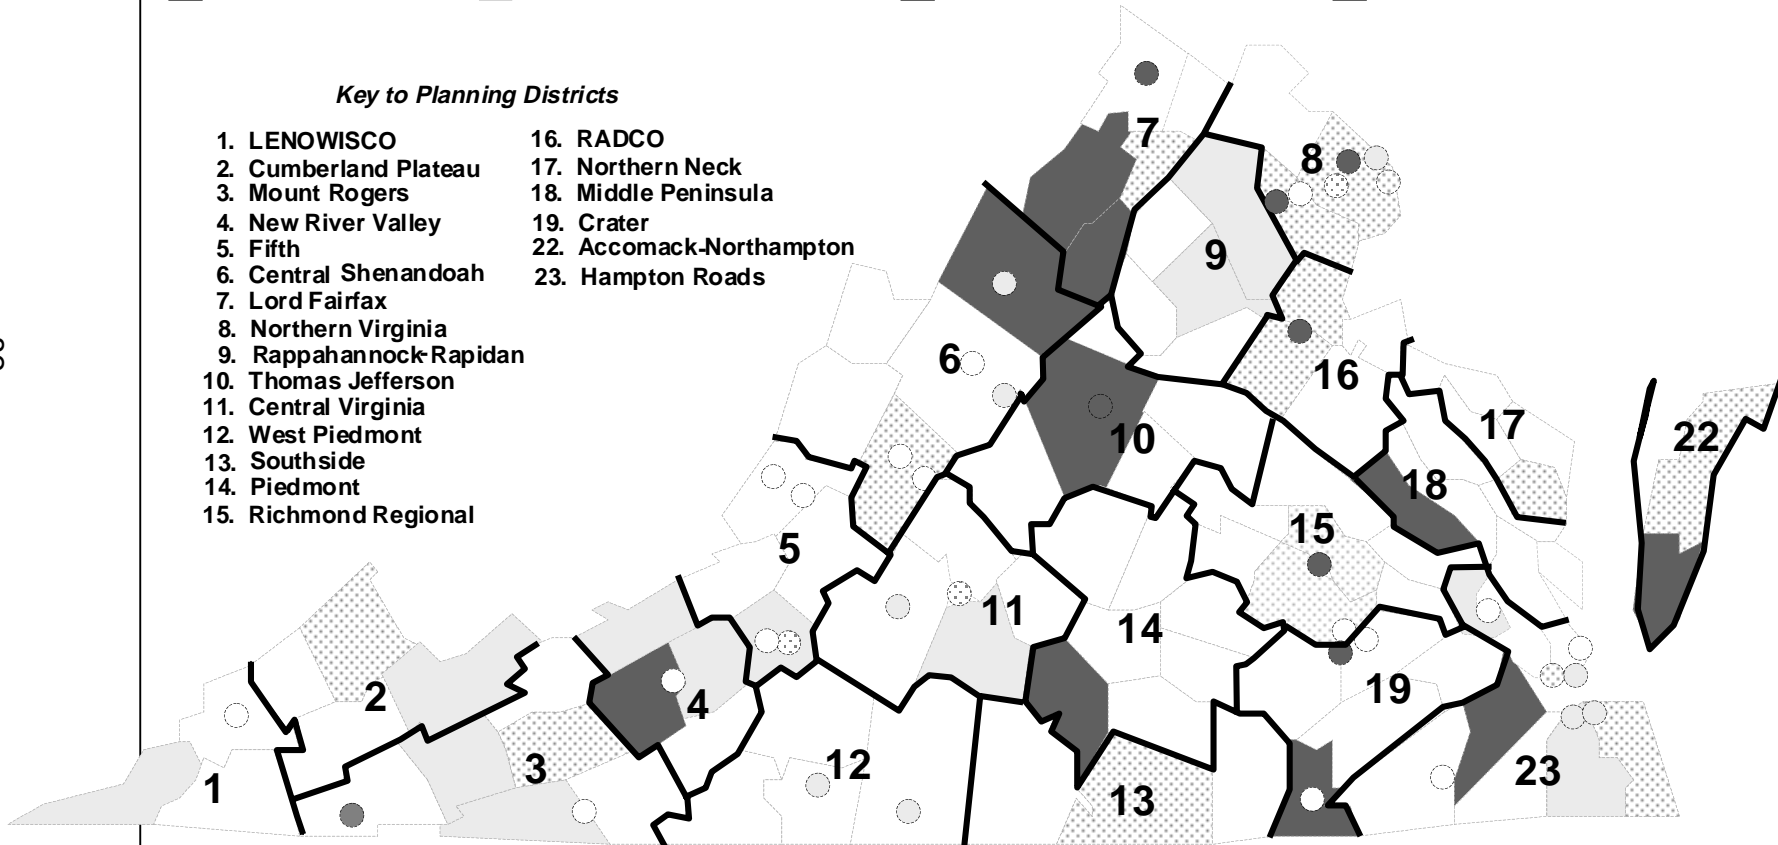 Key to Planning Districts
1. LENOWISCO
2. Cumberland Plateau
3. Mount Rogers
4. New River Valley
5. Fifth
6. Central Shenandoah
7. Lord Fairfax
8. Northern Virginia
9. Rappahannock-Rapidan
10. Thomas Jefferson
11. Central Virginia
12. West Piedmont
13. Southside
14. Piedmont
15. Richmond Regional
16. RADCO
17. Northern Neck
18. Middle Peninsula
19. Crater
22. Accomack-Northampton
23. Hampton Roads
7
8
9
6
16
10
17
22
18
15
5
11
14
2
4
19
3
1
12
13
23